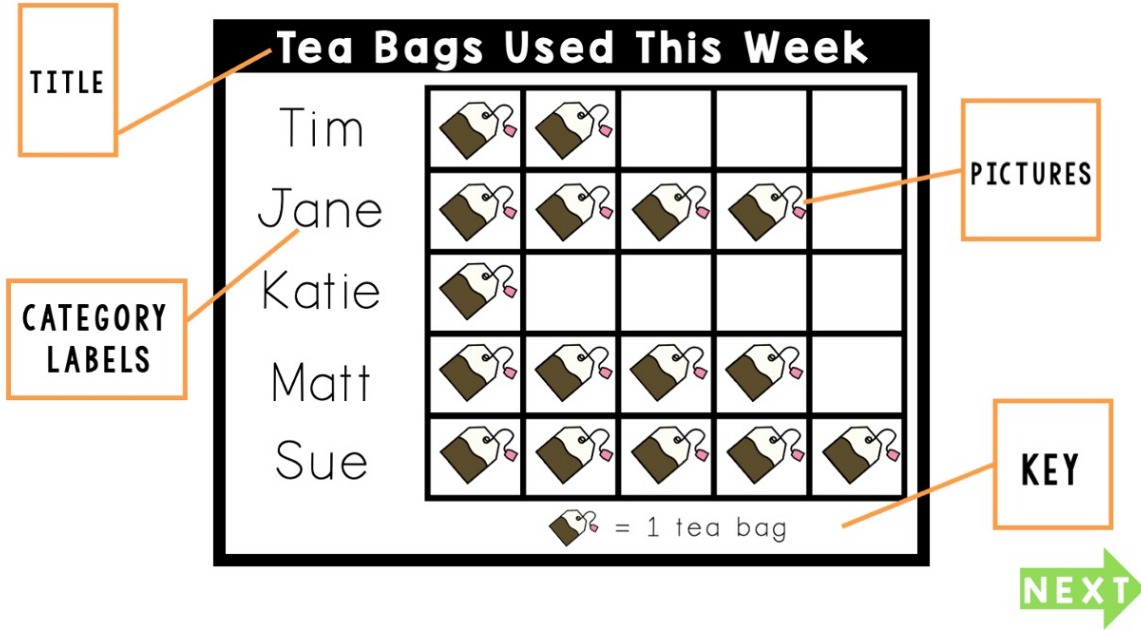 TITLE
Tea Bags Used This Week
Tim
Jane
Katie
Matt
Sue
PICTURES
CATEGORY
LABELS
KEY
= 1 tea bag
NEXT